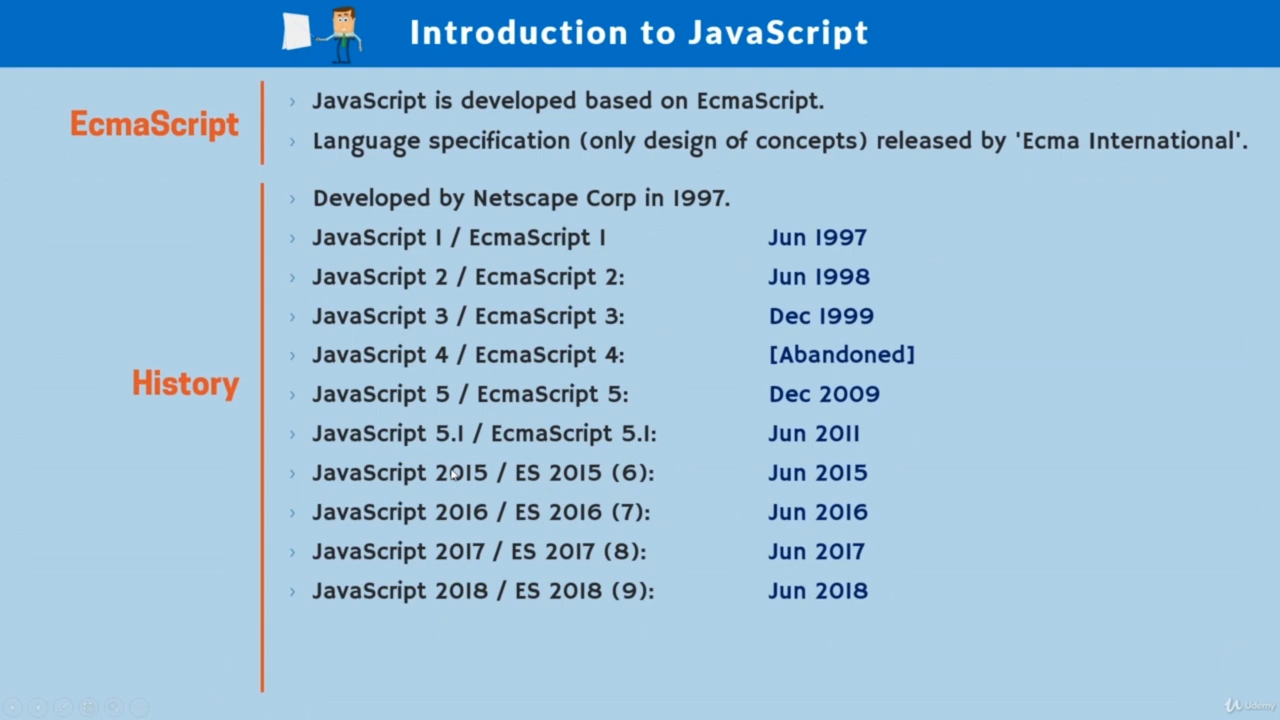 Introduction to JavaScript
EcmaScript
› JavaScript is developed based on EcmaScript.
› Language specification (only design of concepts) released by 'Ecma International'.
History
› Developed by Netscape Corp in 1997.
› JavaScript 1 / EcmaScript 1 Jun 1997
› JavaScript 2 / EcmaScript 2: Jun 1998
› JavaScript 3 / EcmaScript 3: Dec 1999
› JavaScript 4 / EcmaScript 4: [Abandoned]
› JavaScript 5 / EcmaScript 5: Dec 2009
› JavaScript 5.1 / EcmaScript 5.1: Jun 2011
› JavaScript 2015 / ES 2015 (6): Jun 2015
› JavaScript 2016 / ES 2016 (7): Jun 2016
› JavaScript 2017 / ES 2017 (8): Jun 2017
› JavaScript 2018 / ES 2018 (9): Jun 2018
Udemy